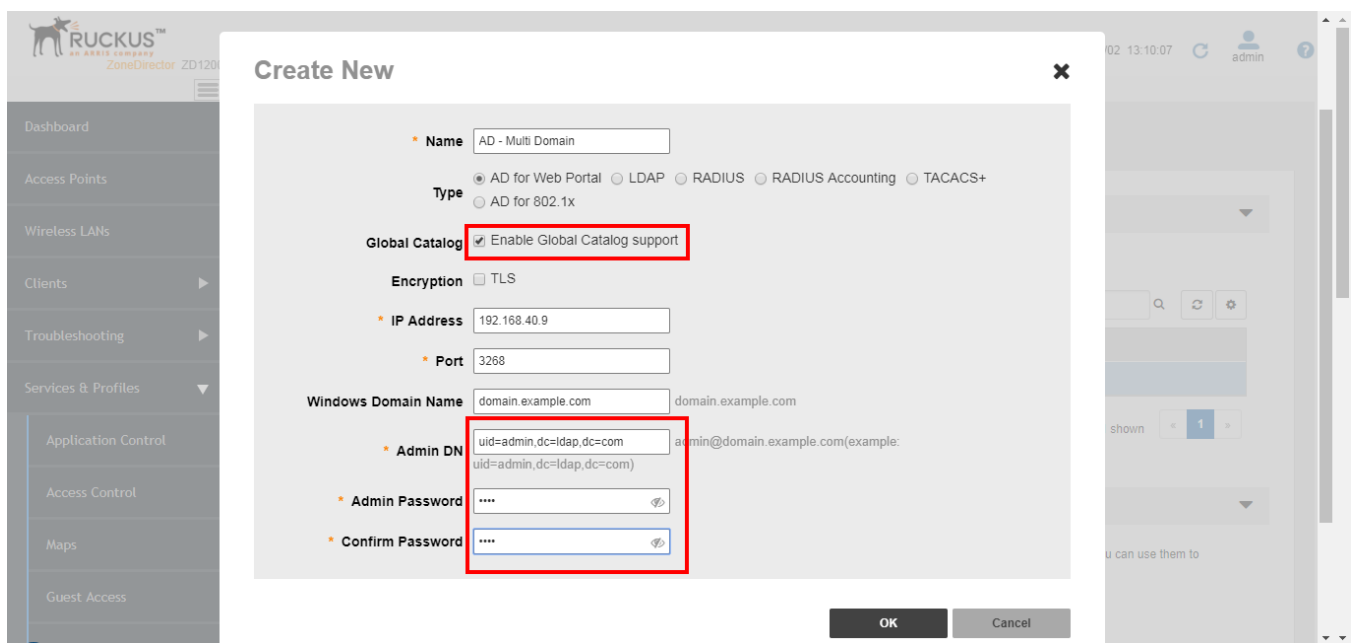 RUCKUS™
an ARRIS company
ZoneDirector ZD1200
/02 13:10:07
admin
Dashboard
Access Points
Wireless LANs
Clients
Troubleshooting
Services & Profiles
Application Control
Access Control
Maps
Guest Access
Create New
* Name AD - Multi Domain
Type AD for Web Portal LDAP RADIUS RADIUS Accounting TACACS+
AD for 802.1x
Global Catalog Enable Global Catalog support
Encryption TLS
* IP Address 192.168.40.9
* Port 3268
Windows Domain Name domain.example.com domain.example.com
* Admin DN uid=admin,dc=ldap,dc=com admin@domain.example.com(example:
uid=admin,dc=ldap,dc=com)
* Admin Password ••••
* Confirm Password ••••
OK Cancel
shown « 1 »
u can use them to